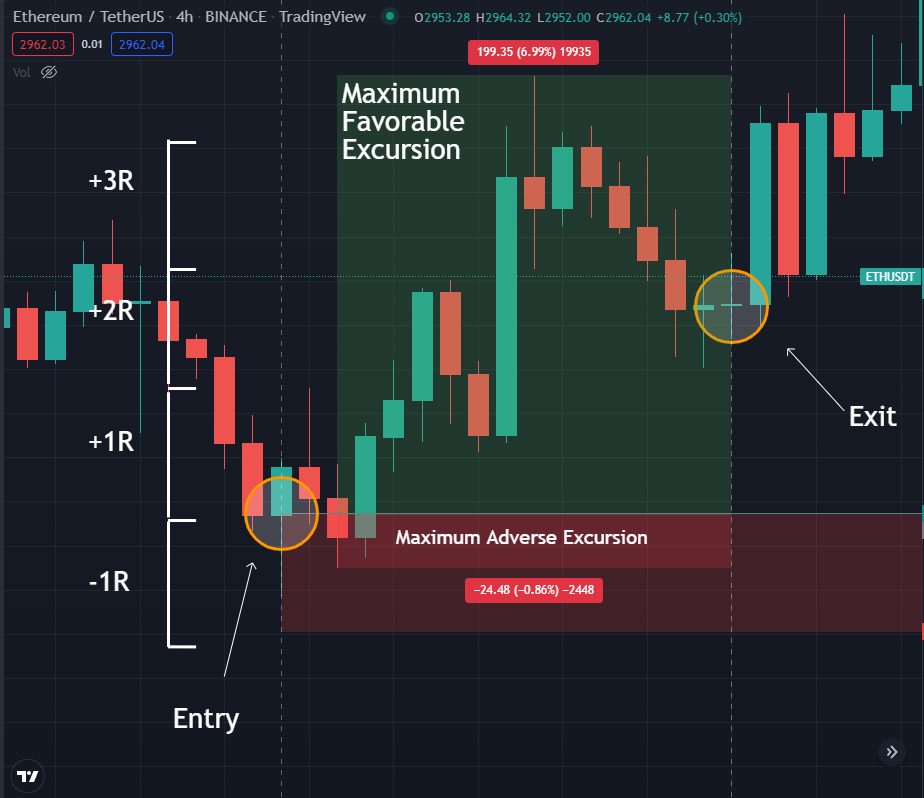 Ethereum / TetherUS · 4h · BINANCE · TradingView O2953.28 H2964.32 L2952.00 C2962.04 +8.77 (+0.30%)
2962.03 0.01 2962.04
Vol
199.35 (6.99%) 19935
Maximum
Favorable
Excursion
+3R
ETHUSDT
+2R
Exit
+1R
Maximum Adverse Excursion
-1R
−24.48 (−0.86%) −2448
Entry